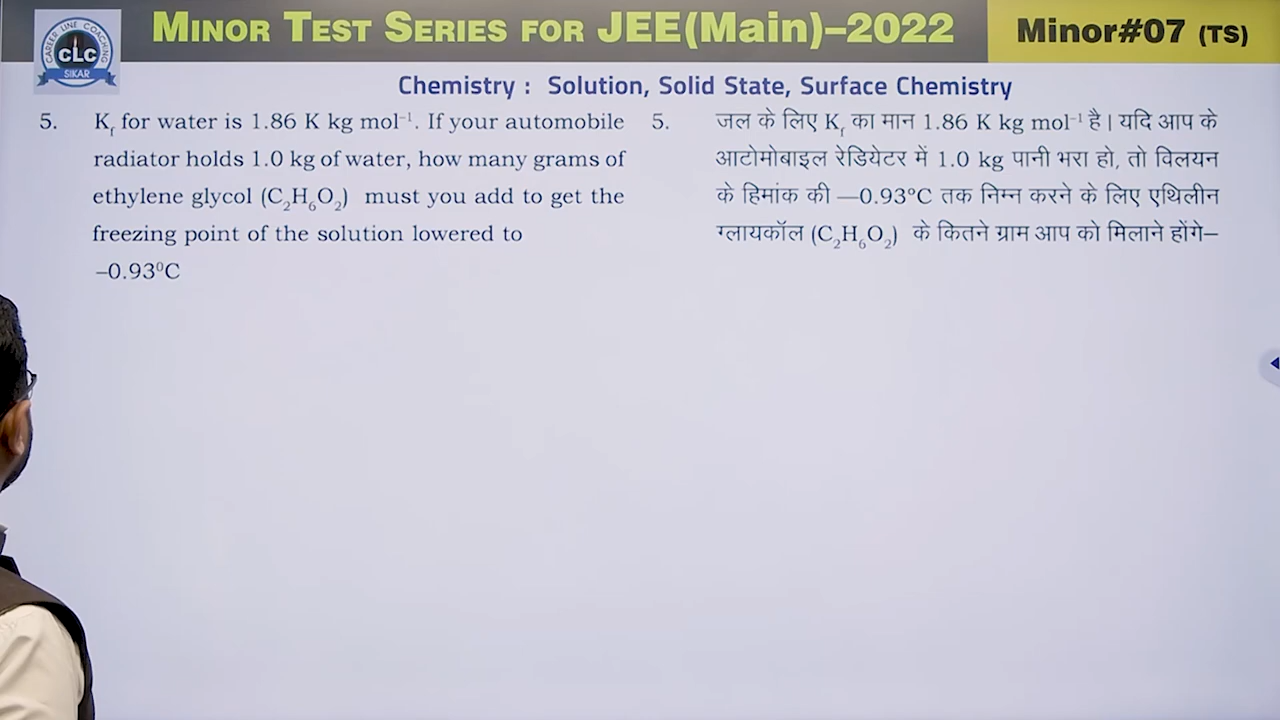 MINOR TEST SERIES FOR JEE(MAIN)–2022
Minor#07 (TS)
CAREER LINE COACHING
CLC
SIKAR
Chemistry : Solution, Solid State, Surface Chemistry
5. K_f for water is 1.86 K kg mol⁻¹. If your automobile
radiator holds 1.0 kg of water, how many grams of
ethylene glycol (C₂H₆O₂) must you add to get the
freezing point of the solution lowered to
–0.93⁰C
5. जल के लिए K_f का मान 1.86 K kg mol⁻¹ है। यदि आप के
आटोमोबाइल रेडियेटर में 1.0 kg पानी भरा हो, तो विलयन
के हिमांक की —0.93°C तक निम्न करने के लिए एथिलीन
ग्लायकॉल (C₂H₆O₂) के कितने ग्राम आप को मिलाने होंगे–